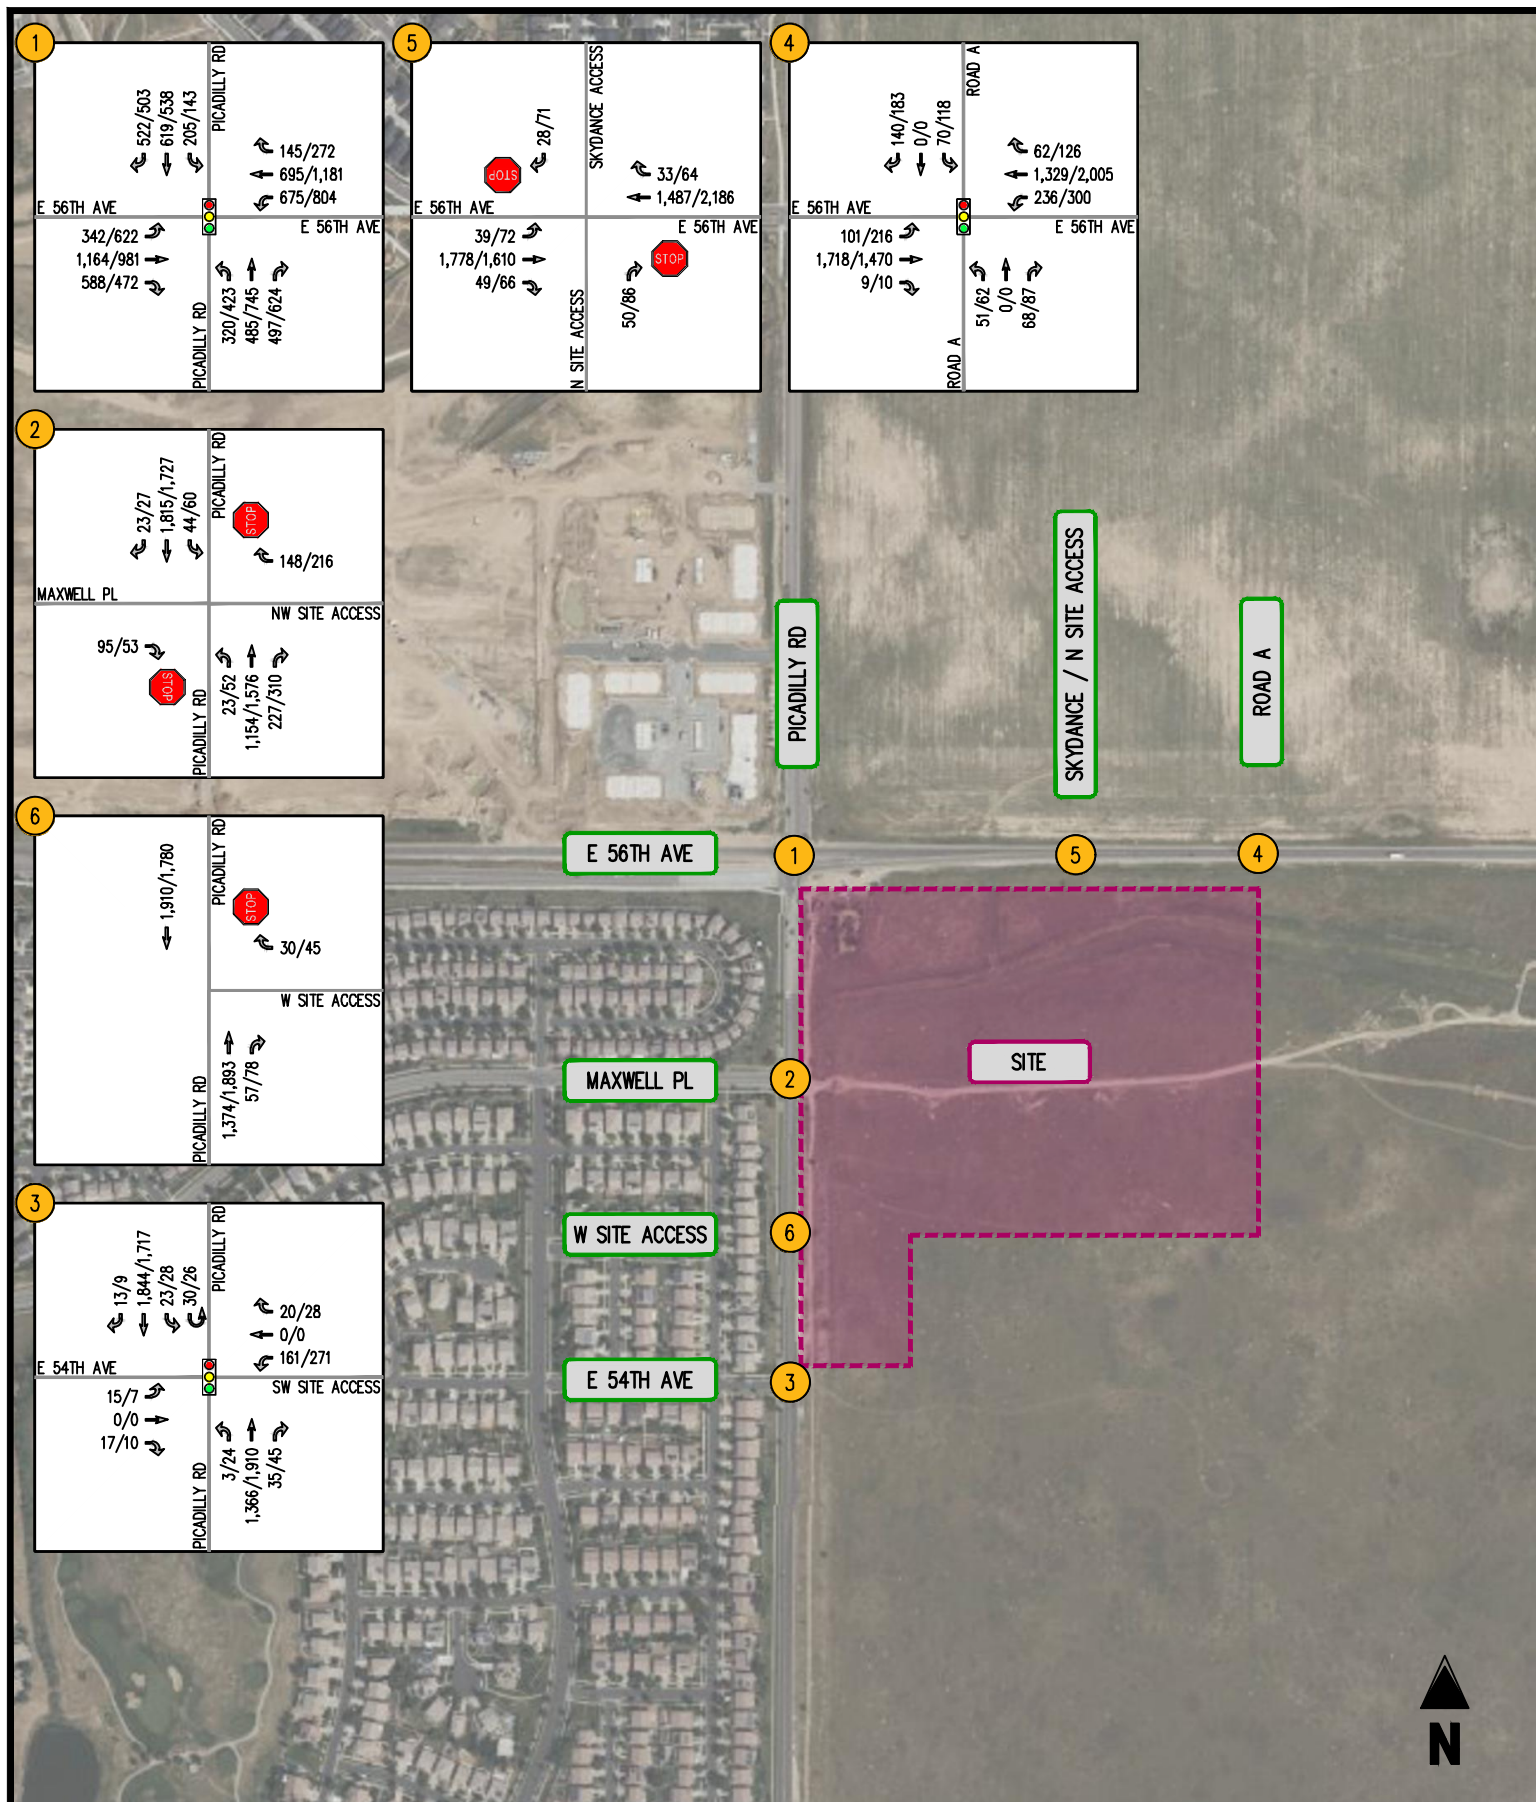 1
PICADILLY RD
522/503
619/538
205/143
145/272
695/1,181
675/804
E 56TH AVE
E 56TH AVE
342/622
1,164/981
588/472
320/423
485/745
497/624
PICADILLY RD
5
SKYDANCE ACCESS
28/71
STOP
33/64
1,487/2,186
E 56TH AVE
E 56TH AVE
39/72
1,778/1,610
49/66
STOP
50/86
N SITE ACCESS
4
ROAD A
140/183
0/0
70/118
62/126
1,329/2,005
236/300
E 56TH AVE
E 56TH AVE
101/216
1,718/1,470
9/10
51/62
0/0
68/87
ROAD A
2
PICADILLY RD
23/27
1,815/1,727
44/60
STOP
148/216
MAXWELL PL
NW SITE ACCESS
95/53
STOP
23/52
1,154/1,576
227/310
PICADILLY RD
6
PICADILLY RD
1,910/1,780
STOP
30/45
W SITE ACCESS
1,374/1,893
57/78
PICADILLY RD
3
PICADILLY RD
13/9
1,844/1,717
23/28
30/26
20/28
0/0
161/271
E 54TH AVE
SW SITE ACCESS
15/7
0/0
17/10
3/24
1,366/1,910
35/45
PICADILLY RD
PICADILLY RD
SKYDANCE / N SITE ACCESS
ROAD A
E 56TH AVE
1
5
4
SITE
MAXWELL PL
2
W SITE ACCESS
6
E 54TH AVE
3
N